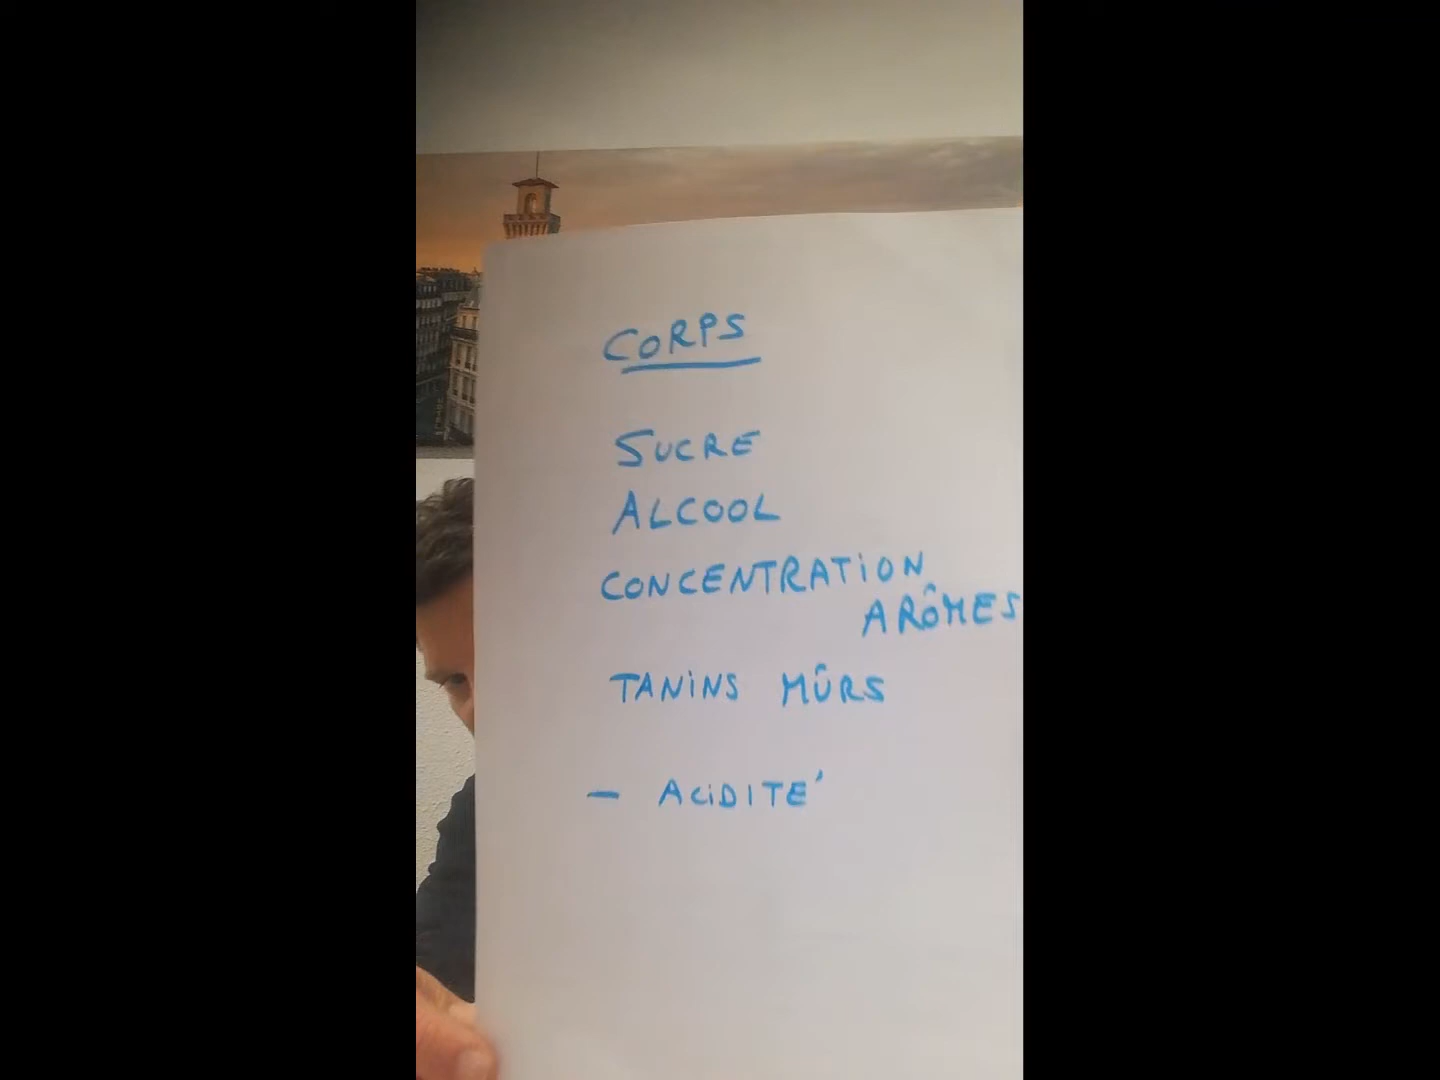 CORPS
SUCRE
ALCOOL
CONCENTRATION
ARÔMES
TANINS MÛRS
- ACIDITÉ